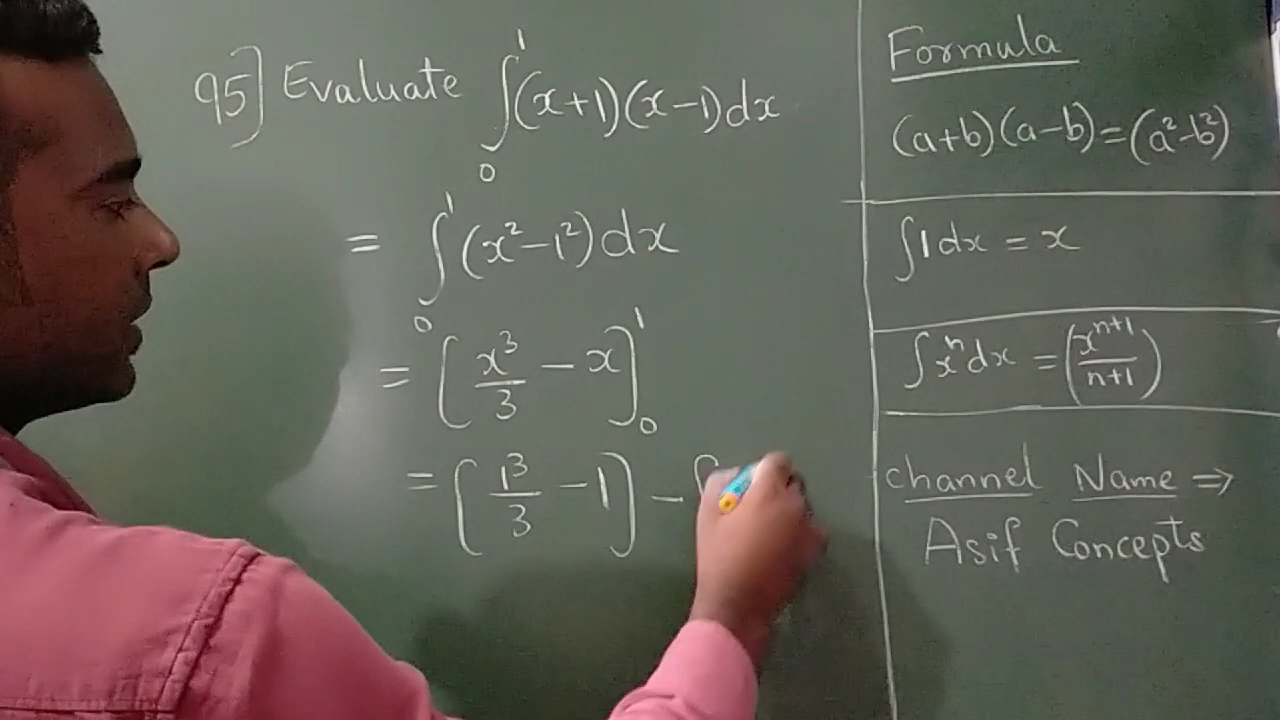 95] Evaluate ∫₀¹(x+1)(x-1)dx
= ∫₀¹ (x²-1²)dx
= [x³/3 - x]₀¹
= [1³/3 - 1] - [
Formula
(a+b)(a-b)=(a²-b²)
∫1dx = x
∫xⁿdx = (xⁿ⁺¹/n+1)
Channel Name ⇒
Asif Concepts